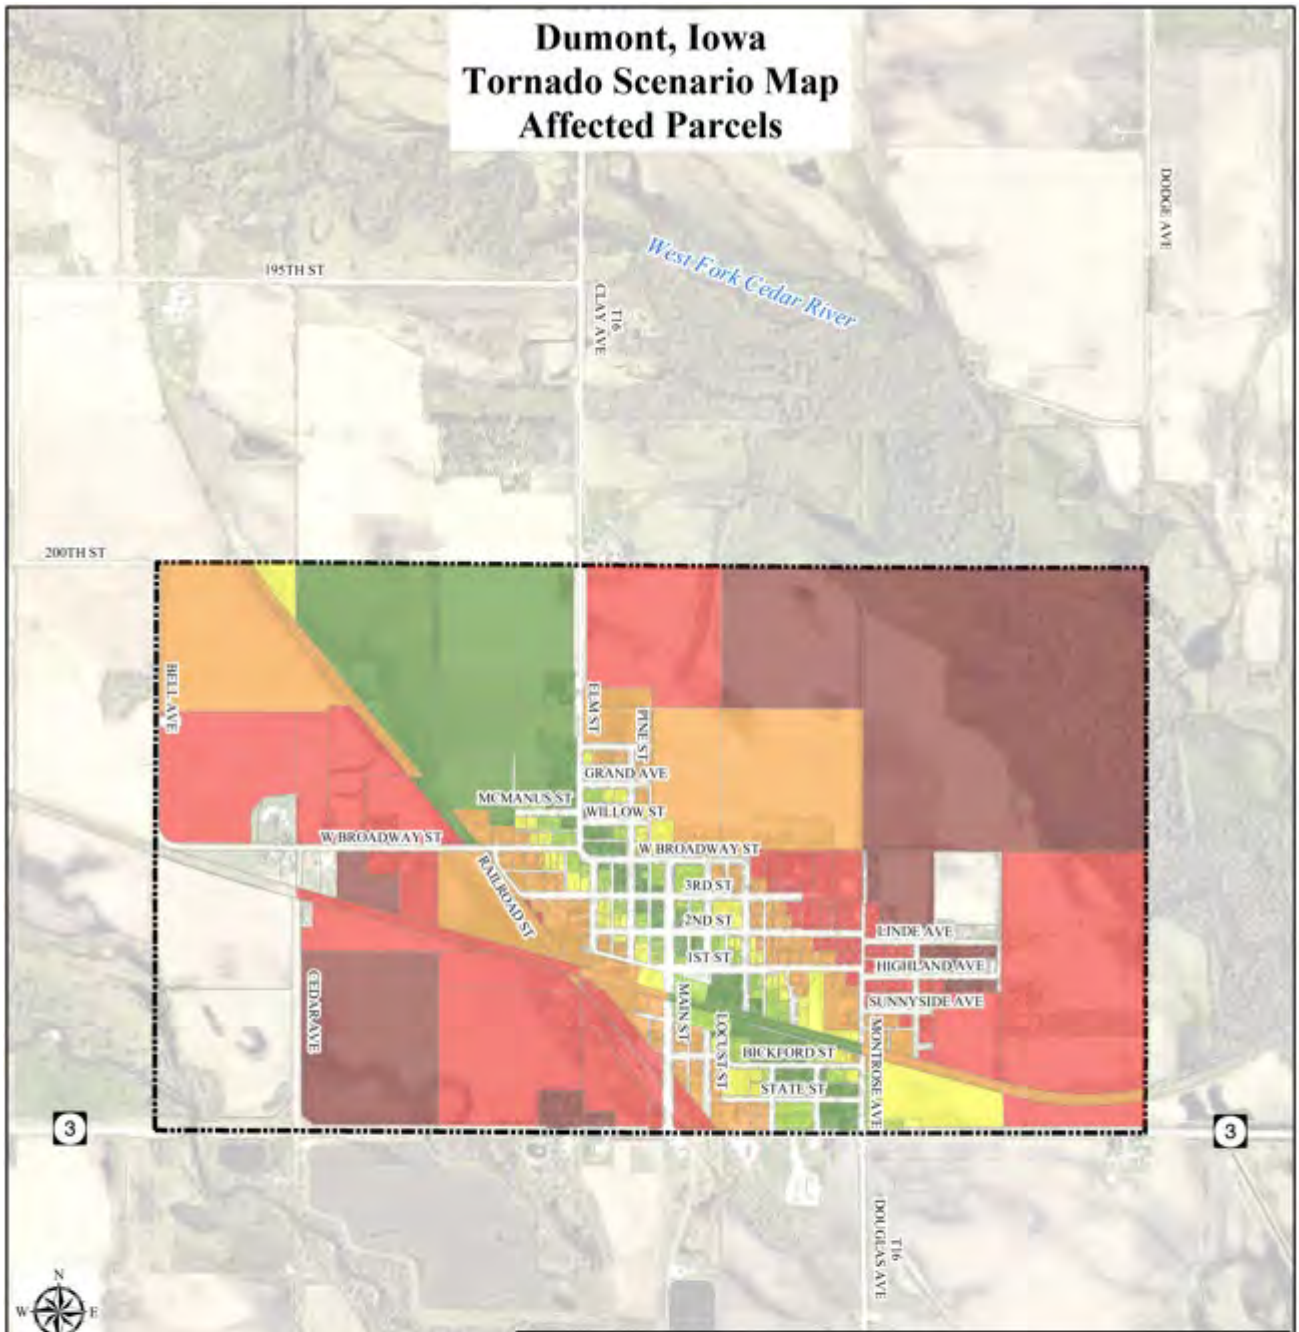 Dumont, Iowa
Tornado Scenario Map
Affected Parcels
DODGE AVE
West Fork Cedar River
195TH ST
T16
CLAY AVE
200TH ST
BELL AVE
ELM ST
PINE ST
GRAND AVE
MCMANUS ST
WILLOW ST
W BROADWAY ST
W BROADWAY ST
RAILROAD ST
3RD ST
2ND ST
LINDE AVE
1ST ST
HIGHLAND AVE
CEDAR AVE
MAIN ST
SUNNYSIDE AVE
LOCUST ST
BICKFORD ST
MONTROSE AVE
STATE ST
3
3
T16
DOUGLAS AVE
N
W
E